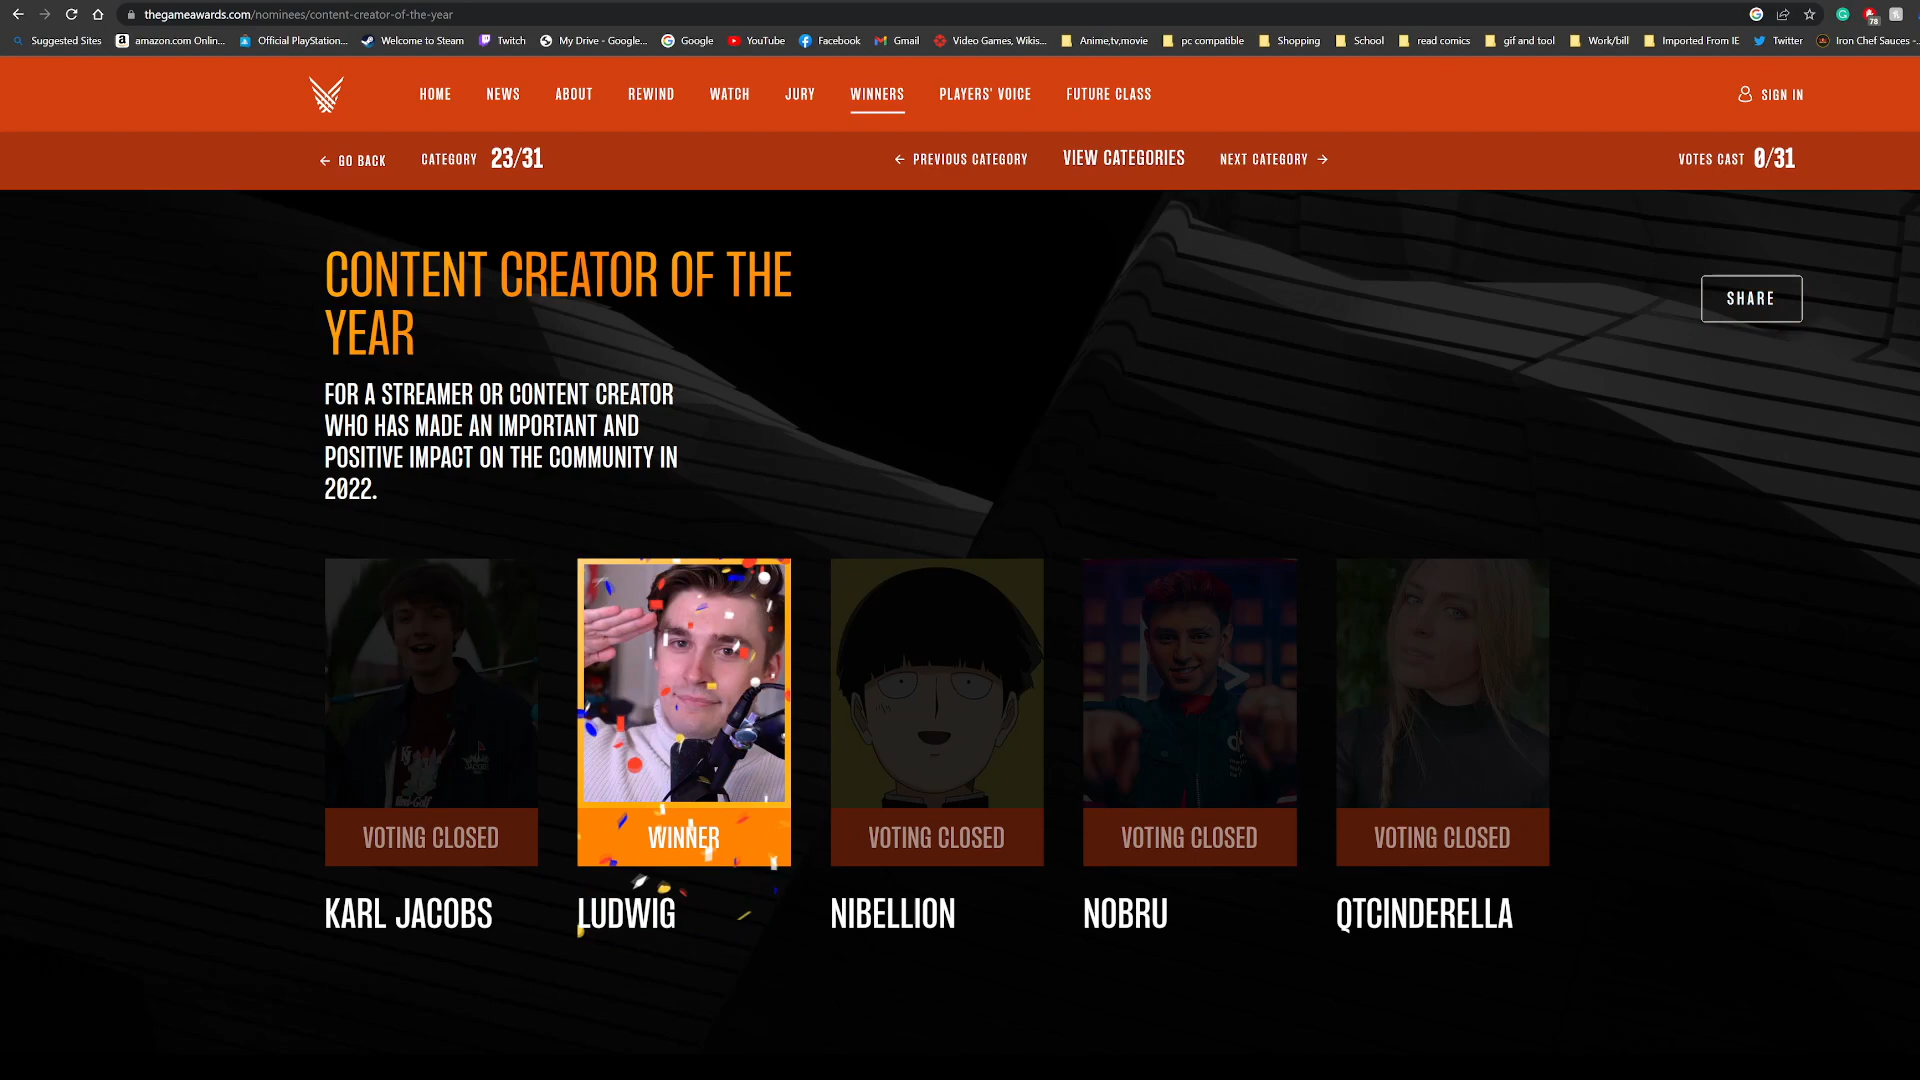 thegameawards.com/nominees/content-creator-of-the-year
78
Suggested Sites
amazon.com Onlin...
Official PlayStation...
Welcome to Steam
Twitch
My Drive - Google...
Google
YouTube
Facebook
Gmail
Video Games, Wikis...
Anime,tv,movie
pc compatible
Shopping
School
read comics
gif and tool
Work/bill
Imported From IE
Twitter
Iron Chef Sauces -...
HOME NEWS ABOUT REWIND WATCH JURY WINNERS PLAYERS' VOICE FUTURE CLASS SIGN IN
← GO BACK CATEGORY 23/31 ← PREVIOUS CATEGORY VIEW CATEGORIES NEXT CATEGORY → VOTES CAST 0/31
CONTENT CREATOR OF THE
YEAR
SHARE
FOR A STREAMER OR CONTENT CREATOR
WHO HAS MADE AN IMPORTANT AND
POSITIVE IMPACT ON THE COMMUNITY IN
2022.
VOTING CLOSED WINNER VOTING CLOSED VOTING CLOSED VOTING CLOSED
KARL JACOBS LUDWIG NIBELLION NOBRU QTCINDERELLA